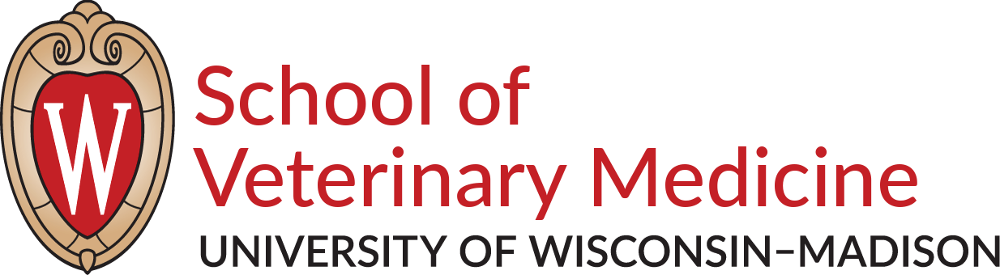 W
School of
Veterinary Medicine
UNIVERSITY OF WISCONSIN–MADISON